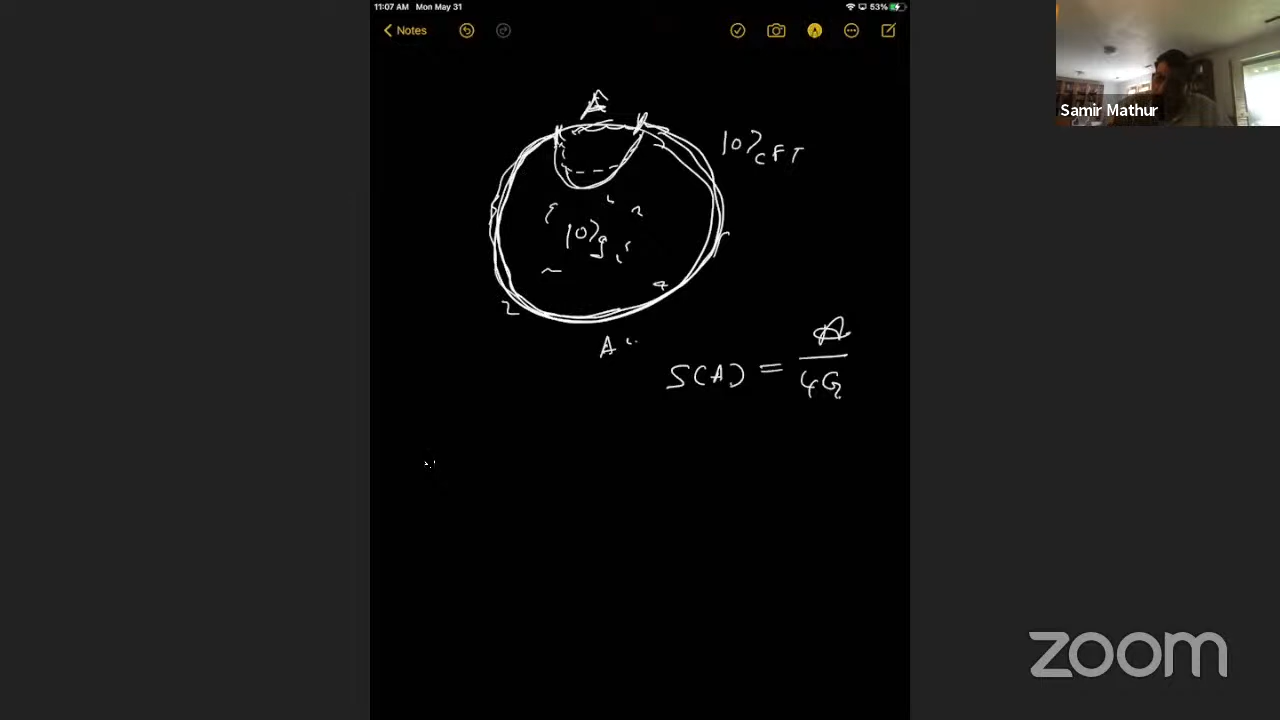 11:07 AM Mon May 31
53%
Notes
Samir Mathur
A
|0⟩CFT
|0⟩g
A
S(A) = A / 4G
zoom